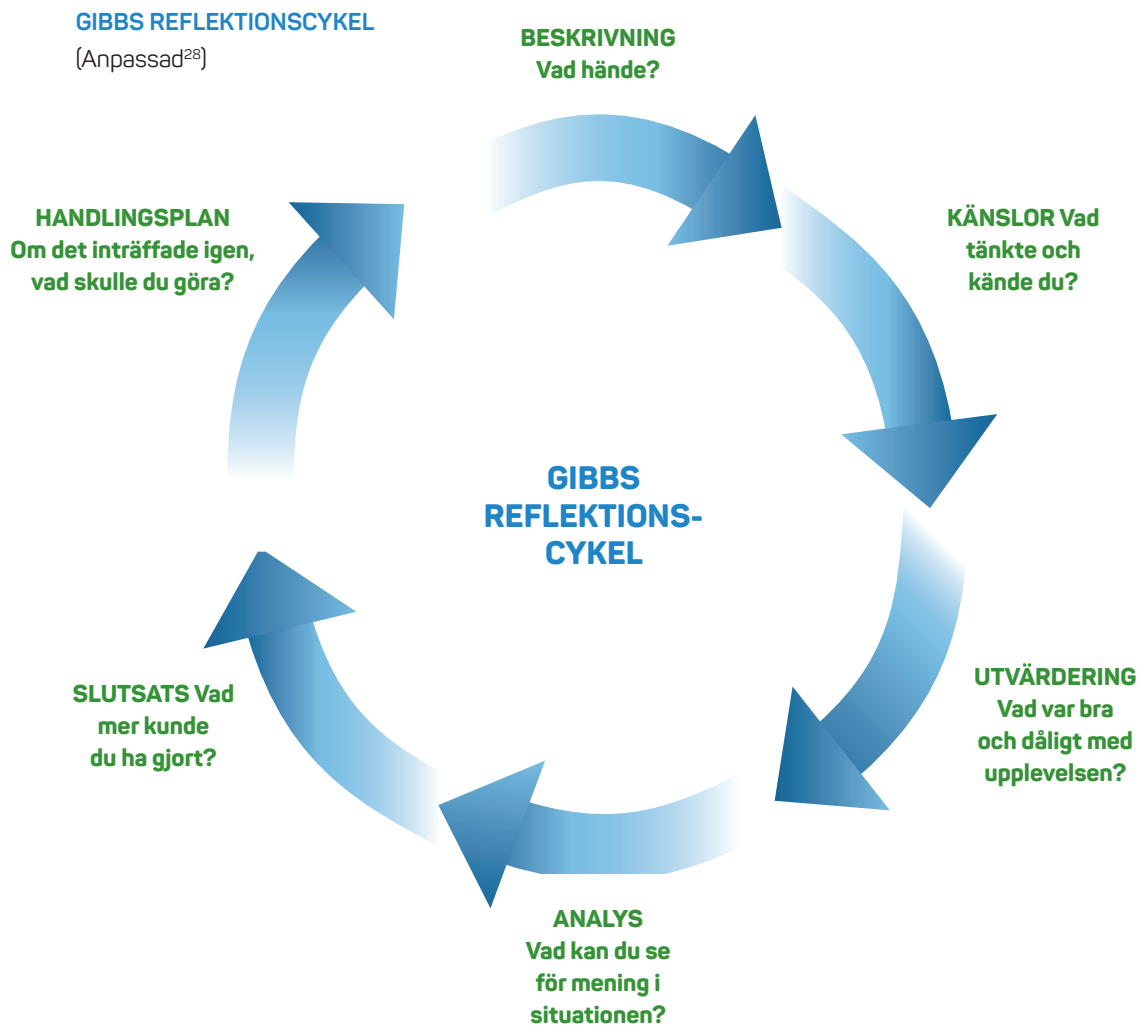 GIBBS REFLEKTIONSCYKEL
(Anpassad²⁸)
BESKRIVNING
Vad hände?
KÄNSLOR Vad
tänkte och
kände du?
UTVÄRDERING
Vad var bra
och dåligt med
upplevelsen?
ANALYS
Vad kan du se
för mening i
situationen?
SLUTSATS Vad
mer kunde
du ha gjort?
HANDLINGSPLAN
Om det inträffade igen,
vad skulle du göra?
GIBBS
REFLEKTIONS-
CYKEL